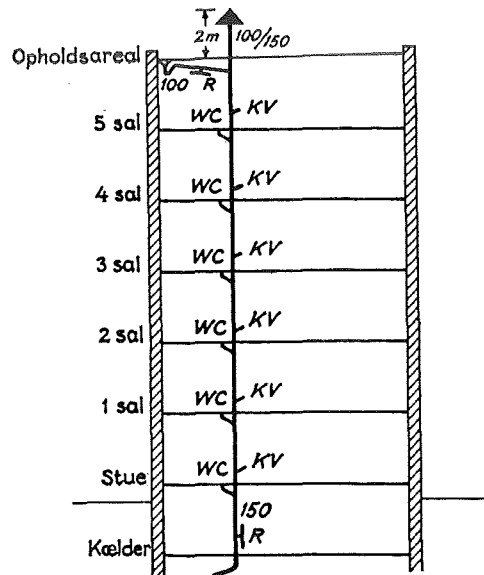 2m 100/150
Opholdsareal
100 R
WC KV
5 sal
WC KV
4 sal
WC KV
3 sal
WC KV
2 sal
WC KV
1 sal
WC KV
Stue
150
R
Kælder